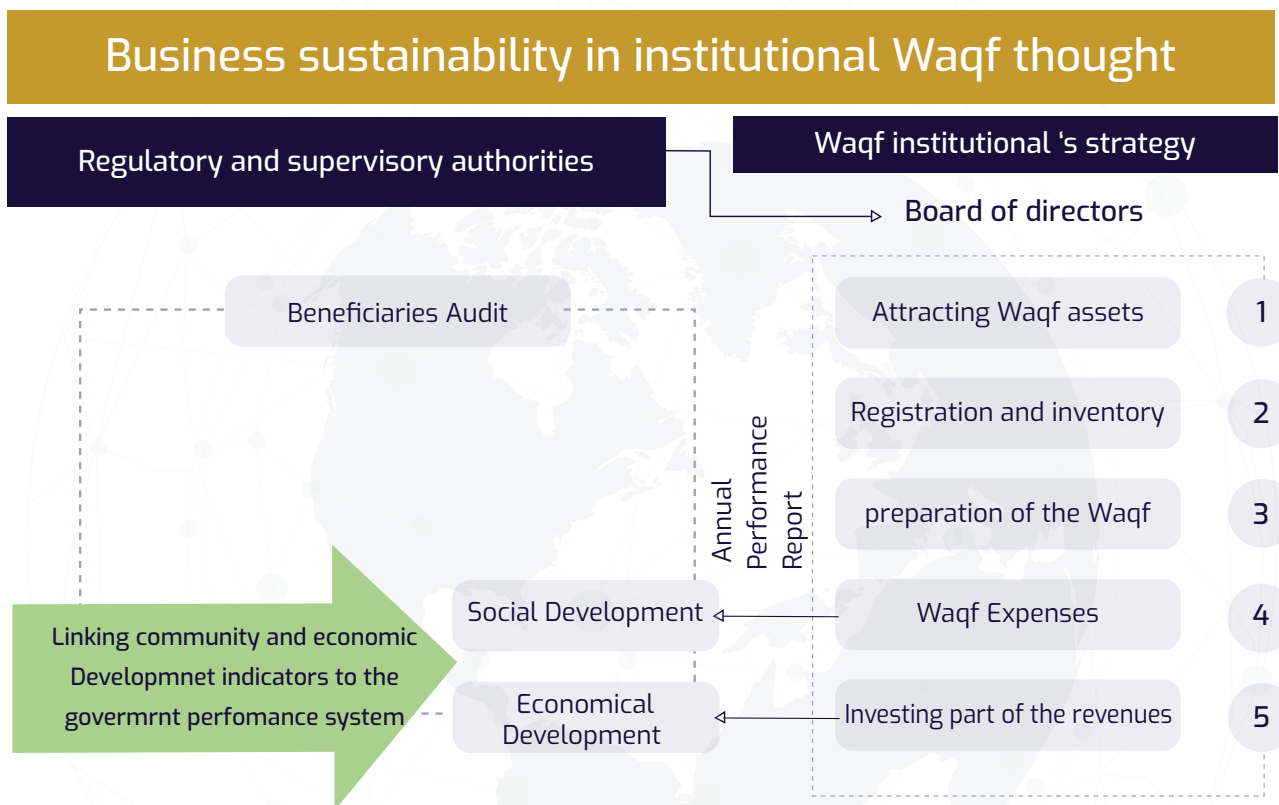 Business sustainability in institutional Waqf thought
Regulatory and supervisory authorities
Waqf institutional ‘s strategy
Board of directors
Beneficiaries Audit
Attracting Waqf assets
1
Registration and inventory
2
preparation of the Waqf
3
Annual
Performance
Report
Social Development
Waqf Expenses
4
Linking community and economic
Developmnet indicators to the
govermrnt perfomance system
Economical
Development
Investing part of the revenues
5